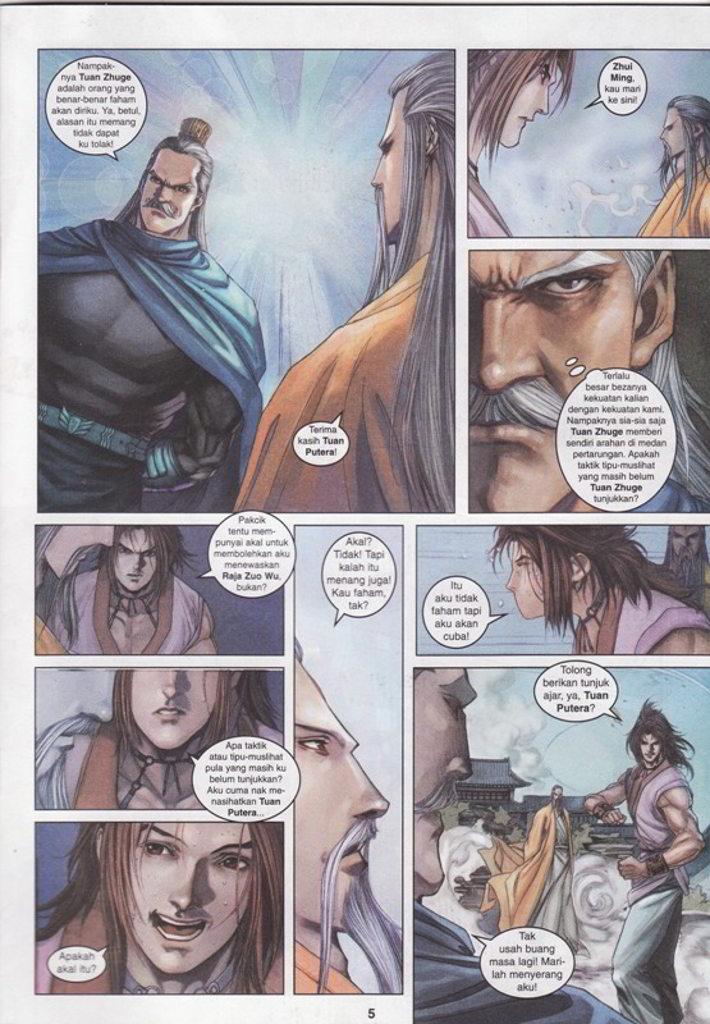 Nampak-
nya Tuan Zhuge
adalah orang yang
benar-benar faham
akan diriku. Ya, betul,
alasan itu memang
tidak dapat
ku tolak!
Terima
kasih Tuan
Putera!
Zhui
Ming,
kau mari
ke sini!
Terlalu
besar bezanya
kekuatan kalian
dengan kekuatan kami.
Nampaknya sia-sia saja
Tuan Zhuge memberi
sendiri arahan di medan
pertarungan. Apakah
taktik tipu-muslihat
yang masih belum
Tuan Zhuge
tunjukkan?
Pakcik
tentu mem-
punyai akal untuk
membolehkan aku
menewaskan
Raja Zuo Wu,
bukan?
Apa taktik
atau tipu-muslihat
pula yang masih ku
belum tunjukkan?
Aku cuma nak me-
nasihatkan Tuan
Putera...
Apakah
akal itu?
Akal?
Tidak! Tapi
kalah itu
menang juga!
Kau faham,
tak?
Itu
aku tidak
faham tapi
aku akan
cuba!
Tolong
berikan tunjuk
ajar, ya, Tuan
Putera?
Tak
usah buang
masa lagi! Mari-
lah menyerang
aku!
5